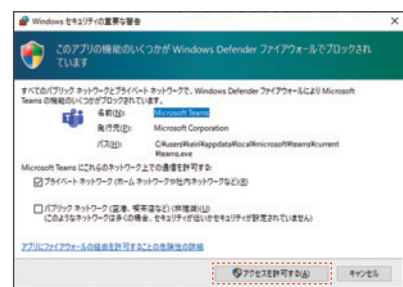 Windows セキュリティの重要な警告
このアプリの機能のいくつかが Windows Defender ファイアウォールでブロックされ
ています
すべてのパブリック ネットワークとプライベート ネットワークで、Windows Defender ファイアウォールにより Microsoft
Teams の機能のいくつかがブロックされています。
名前(N): Microsoft Teams
発行元(P): Microsoft Corporation
パス(H): C:¥users¥keiri¥appdata¥local¥microsoft¥teams¥current
¥teams.exe
Microsoft Teams にこれらのネットワーク上での通信を許可する:
プライベート ネットワーク (ホーム ネットワークや社内ネットワークなど)(R)
パブリック ネットワーク (空港、喫茶店など) (非推奨)(U)
(このようなネットワークは多くの場合、セキュリティが低いかセキュリティが設定されていません)
アプリにファイアウォールの経由を許可することの危険性の詳細
アクセスを許可する(A) キャンセル